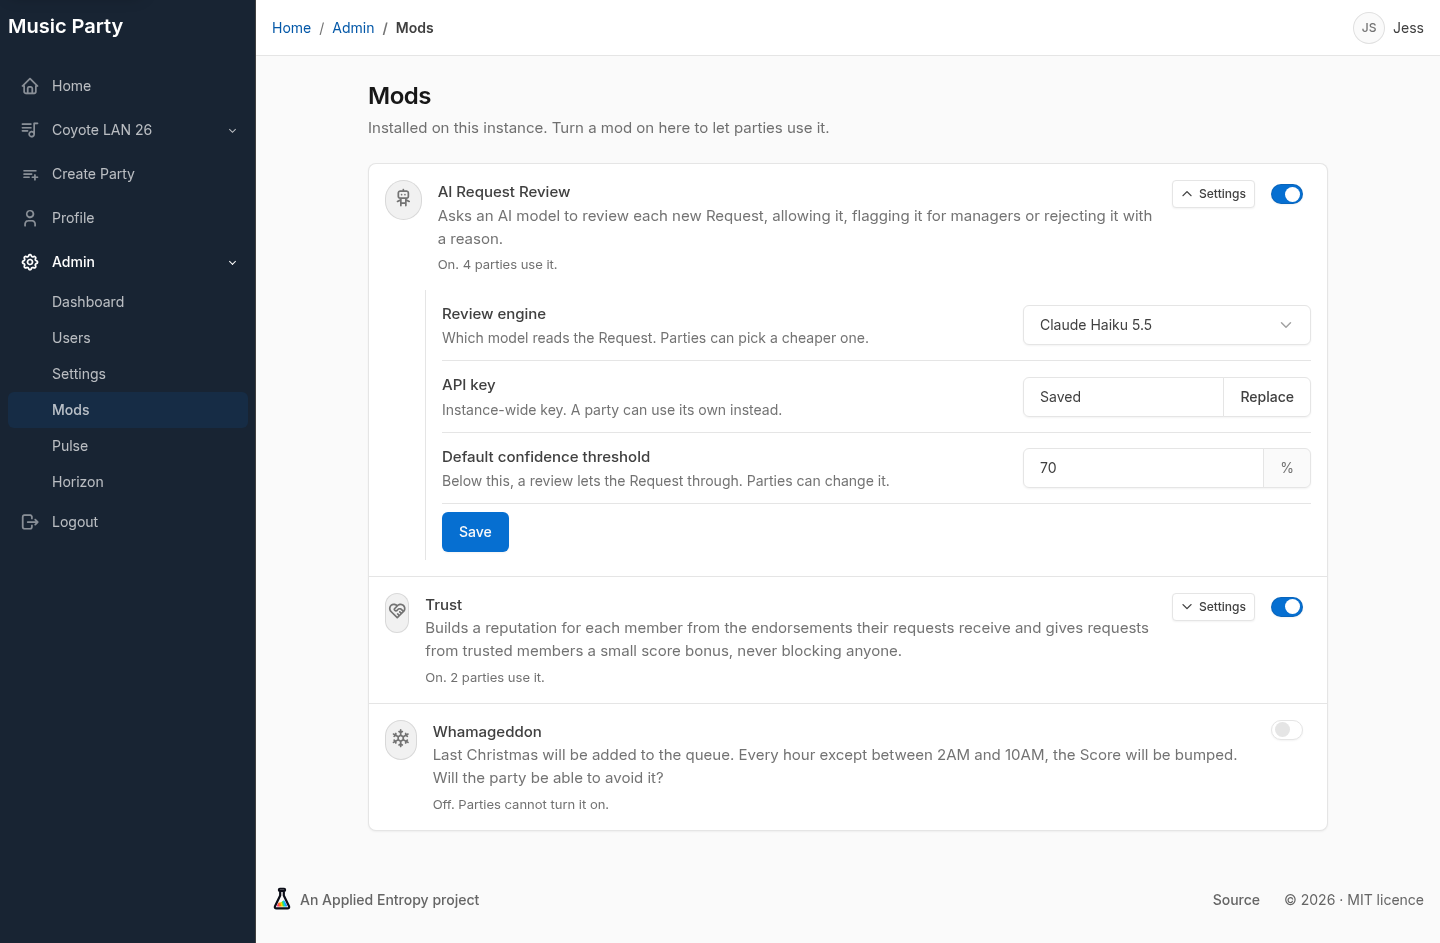 Music Party
Home / Admin / Mods
JS
Jess
Home
Coyote LAN 26
Create Party
Profile
Admin
Dashboard
Users
Settings
Mods
Pulse
Horizon
Logout
Mods
Installed on this instance. Turn a mod on here to let parties use it.
AI Request Review
Settings
Asks an AI model to review each new Request, allowing it, flagging it for managers or rejecting it with
a reason.
On. 4 parties use it.
Review engine
Which model reads the Request. Parties can pick a cheaper one.
Claude Haiku 5.5
API key
Instance-wide key. A party can use its own instead.
Saved
Replace
Default confidence threshold
Below this, a review lets the Request through. Parties can change it.
70
%
Save
Trust
Settings
Builds a reputation for each member from the endorsements their requests receive and gives requests
from trusted members a small score bonus, never blocking anyone.
On. 2 parties use it.
Whamageddon
Last Christmas will be added to the queue. Every hour except between 2AM and 10AM, the Score will be bumped.
Will the party be able to avoid it?
Off. Parties cannot turn it on.
An Applied Entropy project
Source
© 2026 · MIT licence